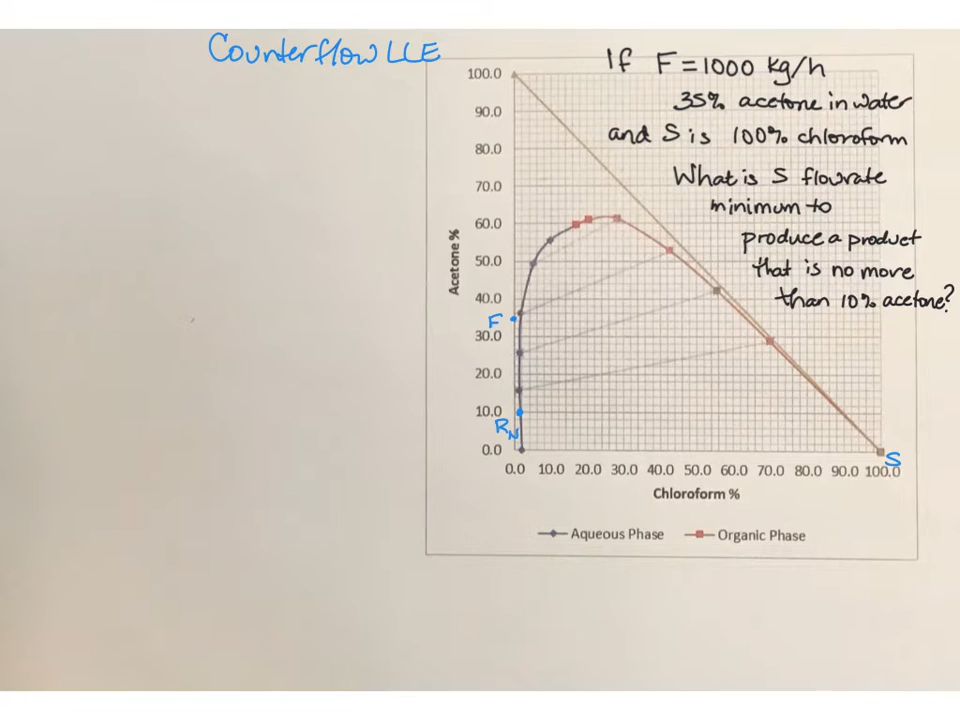 Counterflow LLE
If F = 1000 kg/h
35% acetone in water
and S is 100% chloroform
What is S flowrate
minimum to
produce a product
that is no more
than 10% acetone?
100.0
90.0
80.0
70.0
60.0
50.0
40.0
30.0
20.0
10.0
0.0
Acetone %
F
RN
S
0.0 10.0 20.0 30.0 40.0 50.0 60.0 70.0 80.0 90.0 100.0
Chloroform %
Aqueous Phase Organic Phase